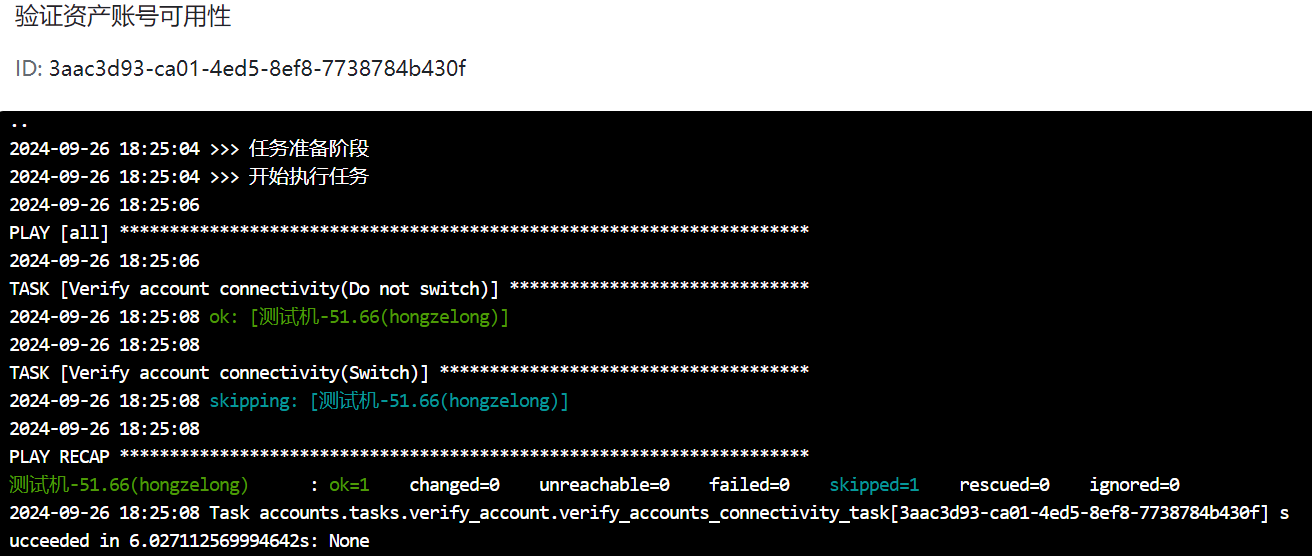 验证资产账号可用性
ID: 3aac3d93-ca01-4ed5-8ef8-7738784b430f
..
2024-09-26 18:25:04 >>> 任务准备阶段
2024-09-26 18:25:04 >>> 开始执行任务
2024-09-26 18:25:06
PLAY [all] *********************************************************************
2024-09-26 18:25:06
TASK [Verify account connectivity(Do not switch)] ******************************
2024-09-26 18:25:08 ok: [测试机-51.66(hongzelong)]
2024-09-26 18:25:08
TASK [Verify account connectivity(Switch)] *************************************
2024-09-26 18:25:08 skipping: [测试机-51.66(hongzelong)]
2024-09-26 18:25:08
PLAY RECAP *********************************************************************
测试机-51.66(hongzelong)      : ok=1    changed=0    unreachable=0    failed=0    skipped=1    rescued=0    ignored=0
2024-09-26 18:25:08 Task accounts.tasks.verify_account.verify_accounts_connectivity_task[3aac3d93-ca01-4ed5-8ef8-7738784b430f] s
ucceeded in 6.027112569994642s: None